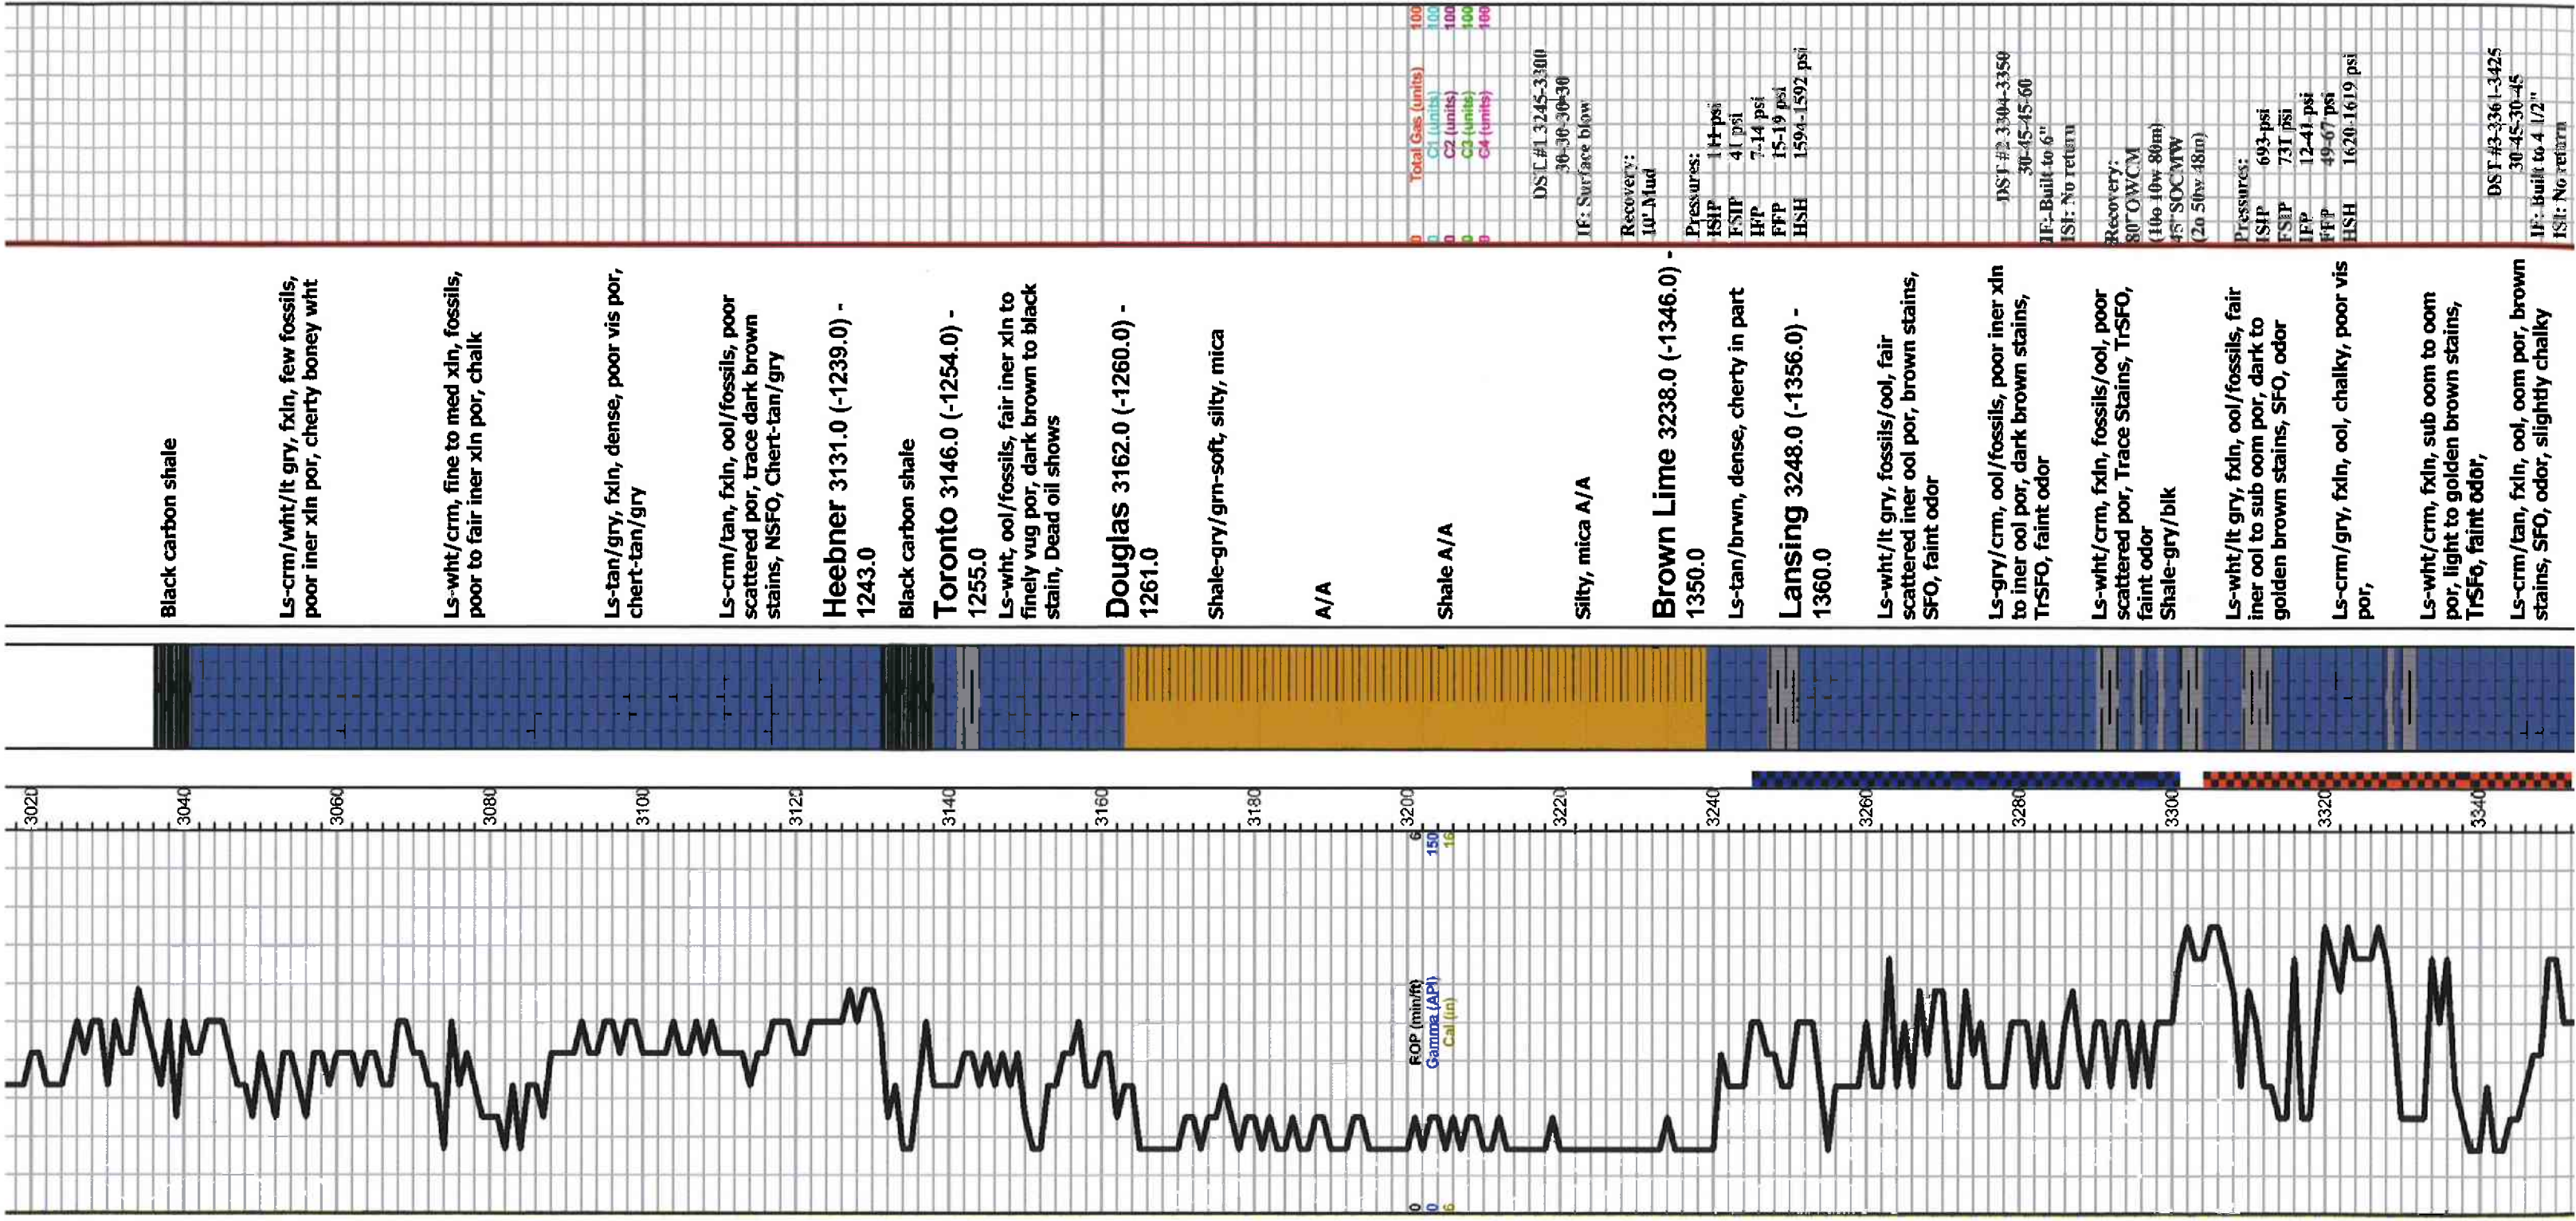 Total Gas (units)
C1 (units)
C2 (units)
C3 (units)
C4 (units)
0 100
0 100
0 100
0 100
0 100
DST #1 3245-3300
30-30-30-30
IF: Surface blow
Recovery:
10' Mud
Pressures:
ISIP 111 psi
FSIP 41 psi
IFP 7-14 psi
FFP 15-19 psi
HSH 1594-1592 psi
DST #2 3304-3350
30-45-45-60
IF: Built to 6"
ISI: No return
Recovery:
80' OWCM
(10o 10w 80m)
45' SOCMW
(2o 50w 48m)
Pressures:
ISIP 693 psi
FSIP 731 psi
IFP 12-41 psi
FFP 49-67 psi
HSH 1620-1619 psi
DST #3 3361-3425
30-45-30-45
IF: Built to 4 1/2"
ISI: No return
Black carbon shale
Ls-crm/wht/lt gry, fxln, few fossils,
poor iner xln por, cherty boney wht
Ls-wht/crm, fine to med xln, fossils,
poor to fair iner xln por, chalk
Ls-tan/gry, fxln, dense, poor vis por,
chert-tan/gry
Ls-crm/tan, fxln, ool/fossils, poor
scattered por, trace dark brown
stains, NSFO, Chert-tan/gry
Heebner 3131.0 (-1239.0) -
1243.0
Black carbon shale
Toronto 3146.0 (-1254.0) -
1255.0
Ls-wht, ool/fossils, fair iner xln to
finely vug por, dark brown to black
stain, Dead oil shows
Douglas 3162.0 (-1260.0) -
1261.0
Shale-gry/grn-soft, silty, mica
A/A
Shale A/A
Silty, mica A/A
Brown Lime 3238.0 (-1346.0) -
1350.0
Ls-tan/brwn, dense, cherty in part
Lansing 3248.0 (-1356.0) -
1360.0
Ls-wht/lt gry, fossils/ool, fair
scattered iner ool por, brown stains,
SFO, faint odor
Ls-gry/crm, ool/fossils, poor iner xln
to iner ool por, dark brown stains,
TrSFO, faint odor
Ls-wht/crm, fxln, fossils/ool, poor
scattered por, Trace Stains, TrSFO,
faint odor
Shale-gry/blk
Ls-wht/lt gry, fxln, ool/fossils, fair
iner ool to sub oom por, dark to
golden brown stains, SFO, odor
Ls-crm/gry, fxln, ool, chalky, poor vis
por,
Ls-wht/crm, fxln, sub oom to oom
por, light to golden brown stains,
TrSFo, faint odor,
Ls-crm/tan, fxln, ool, oom por, brown
stains, SFO, odor, slightly chalky
3020
3040
3060
3080
3100
3120
3140
3160
3180
3200
3220
3240
3260
3280
3300
3320
3340
0 ROP (min/ft) 6
0 Gamma (API) 150
6 Cal (in) 16